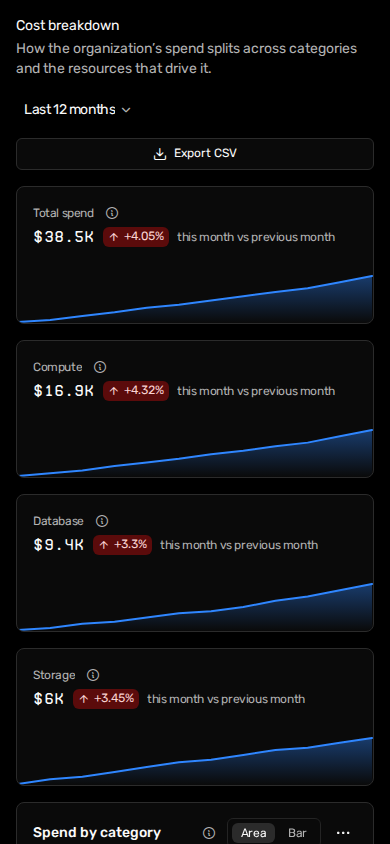 Cost breakdown
How the organization's spend splits across categories
and the resources that drive it.
Last 12 months
Export CSV
Total spend
$38.5K +4.05% this month vs previous month
Compute
$16.9K +4.32% this month vs previous month
Database
$9.4K +3.3% this month vs previous month
Storage
$6K +3.45% this month vs previous month
Spend by category Area Bar